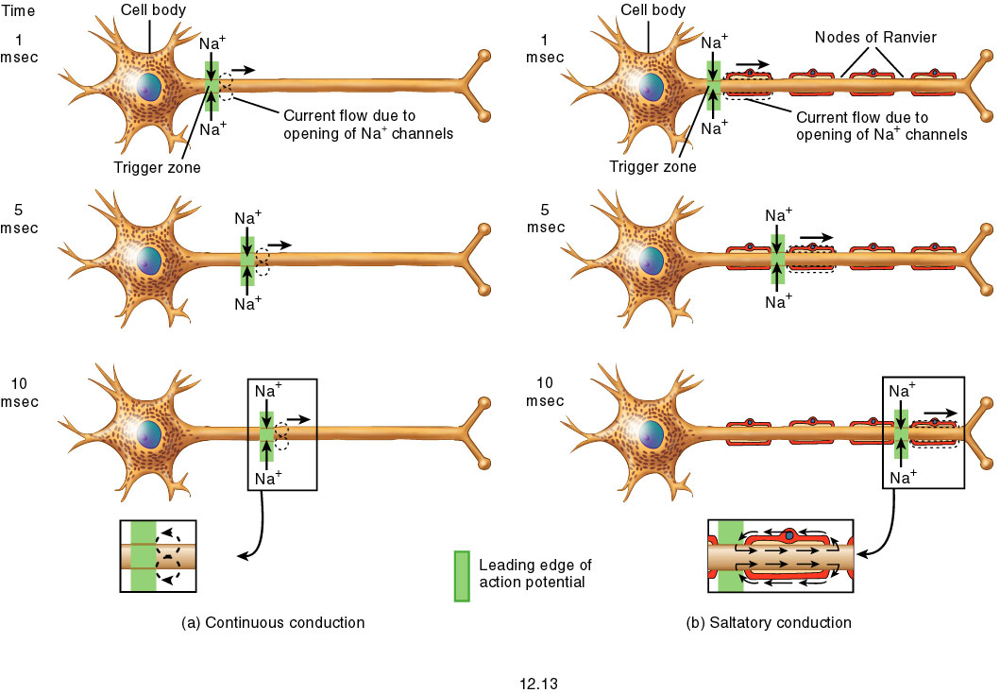 Time
1
msec
Cell body
Na+
Na+
Current flow due to
opening of Na+ channels
Trigger zone
5
msec
Na+
Na+
10
msec
Na+
Na+
(a) Continuous conduction
Leading edge of
action potential
1
msec
Cell body
Na+
Na+
Nodes of Ranvier
Current flow due to
opening of Na+ channels
Trigger zone
5
msec
Na+
Na+
10
msec
Na+
Na+
(b) Saltatory conduction
12.13